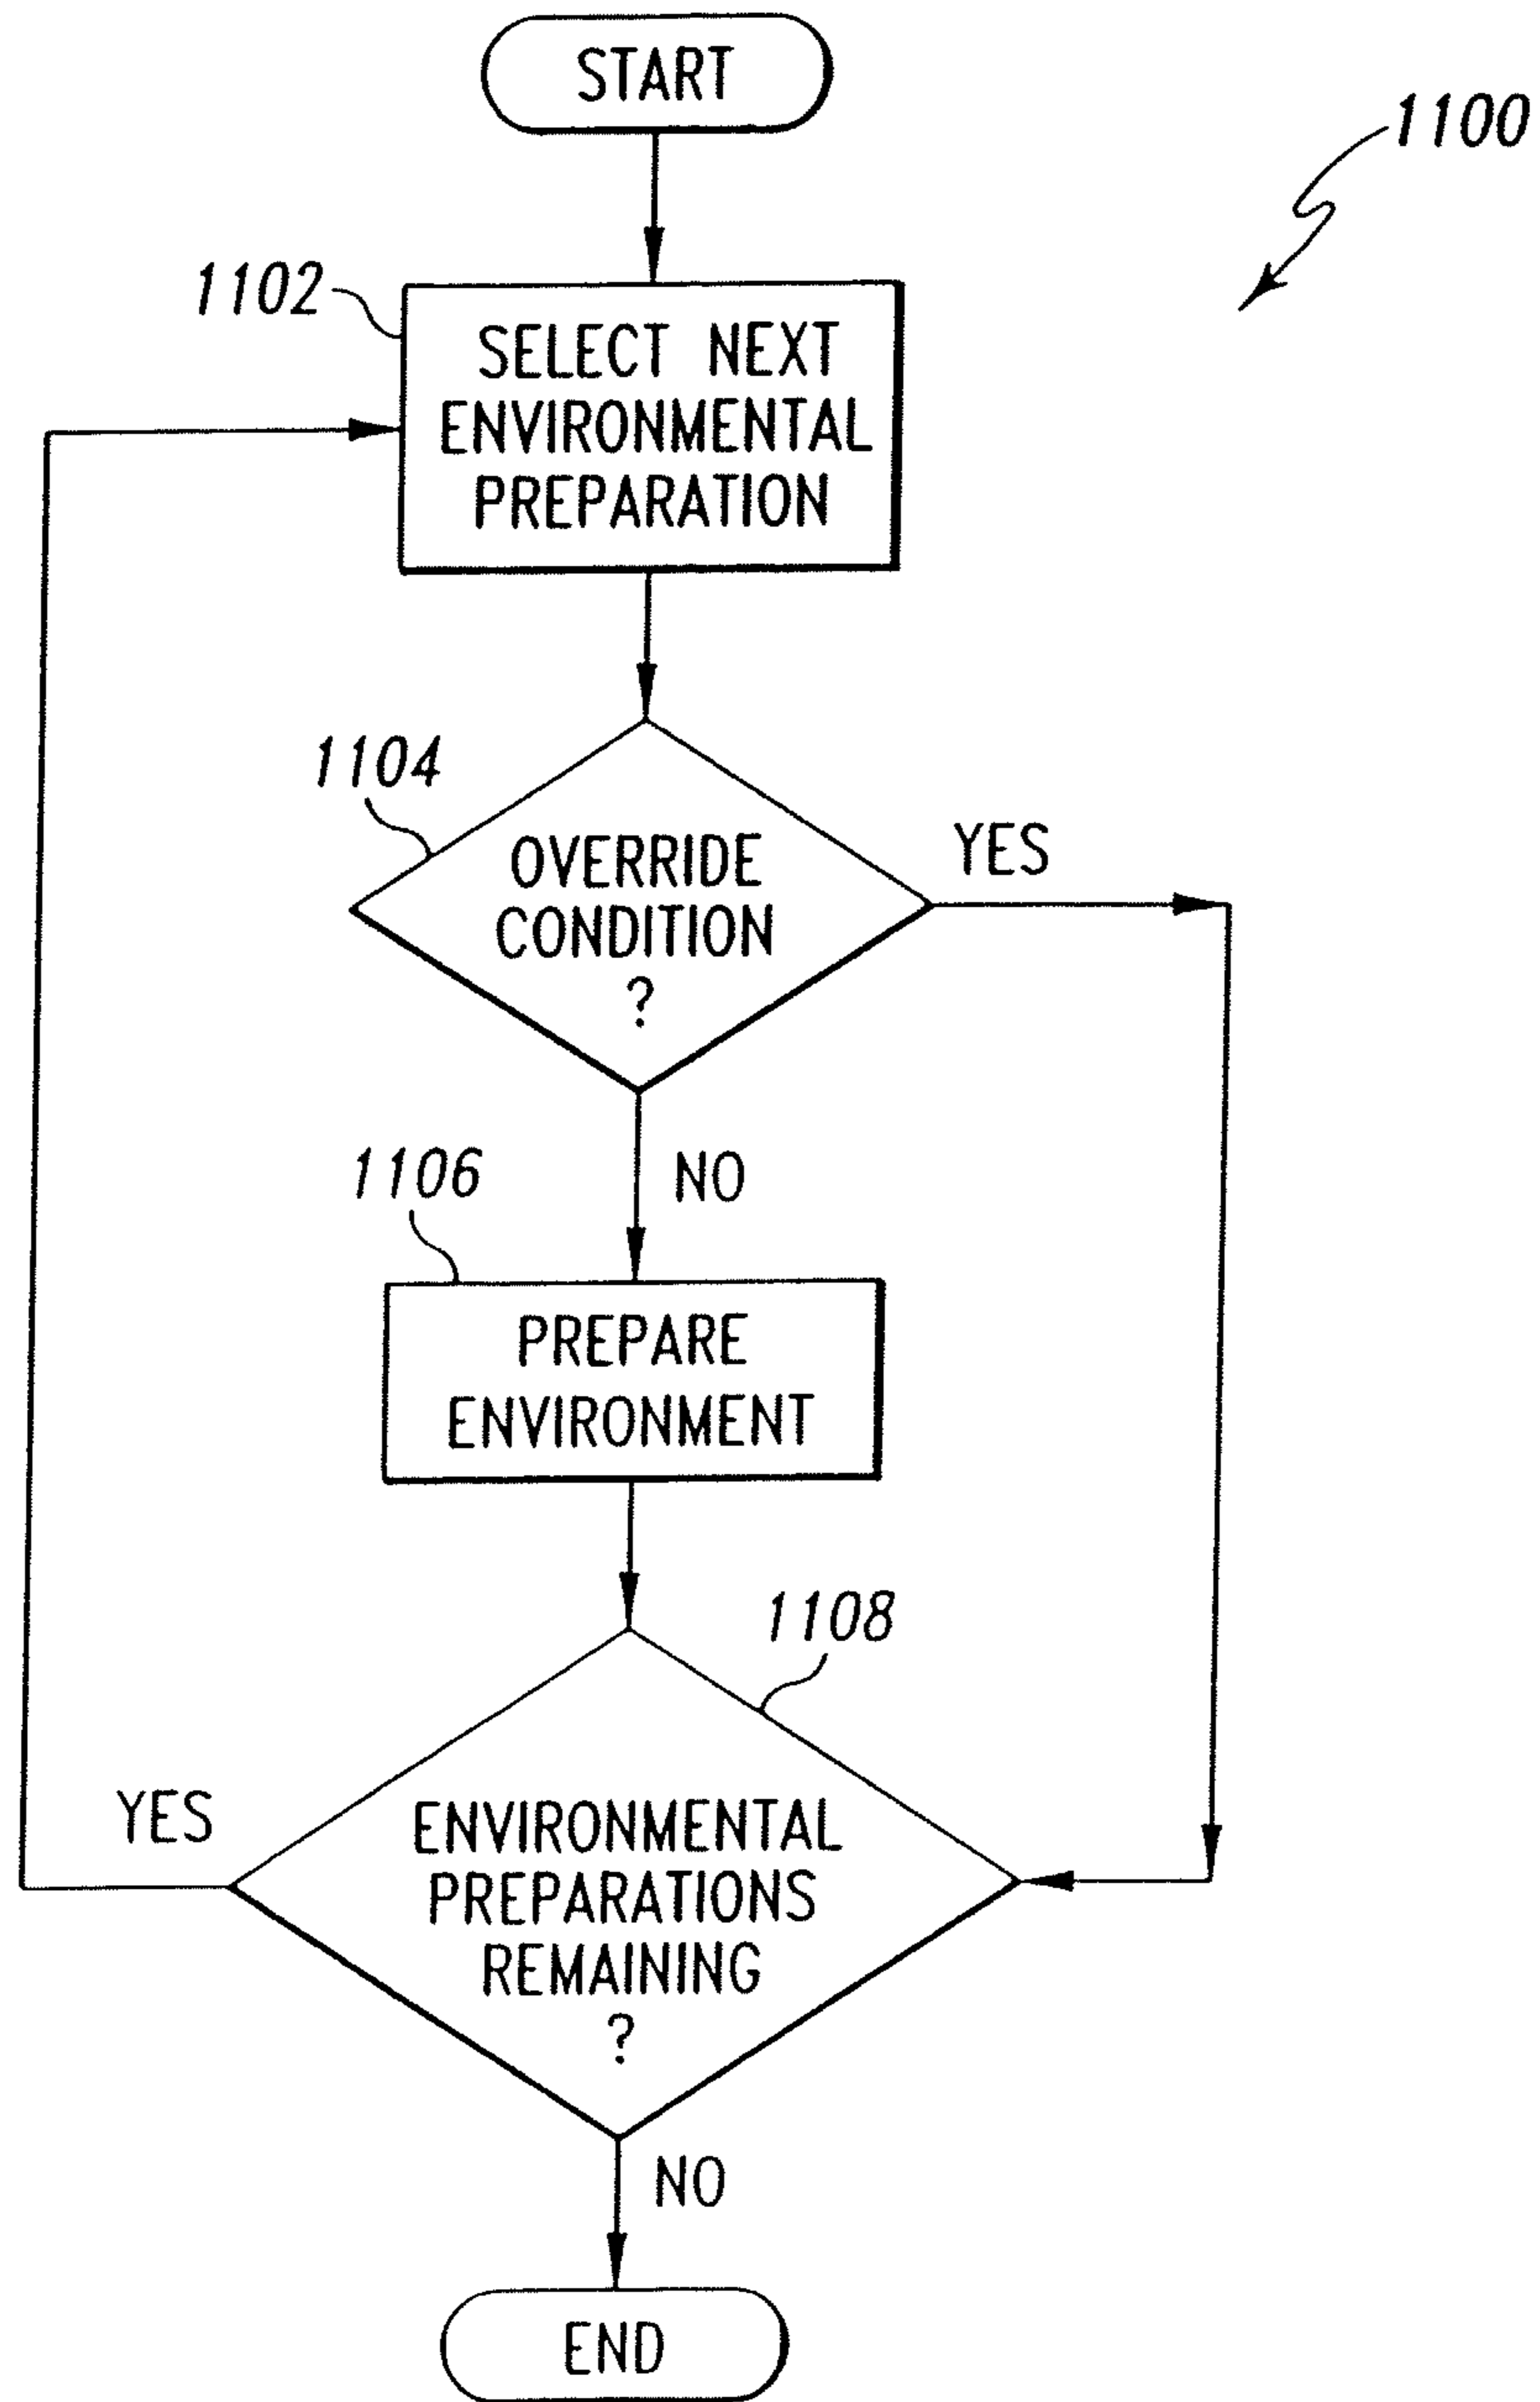 START
1100
1102
SELECT NEXT
ENVIRONMENTAL
PREPARATION
1104
OVERRIDE
CONDITION
?
YES
NO
1106
PREPARE
ENVIRONMENT
1108
ENVIRONMENTAL
PREPARATIONS
REMAINING
?
YES
NO
END